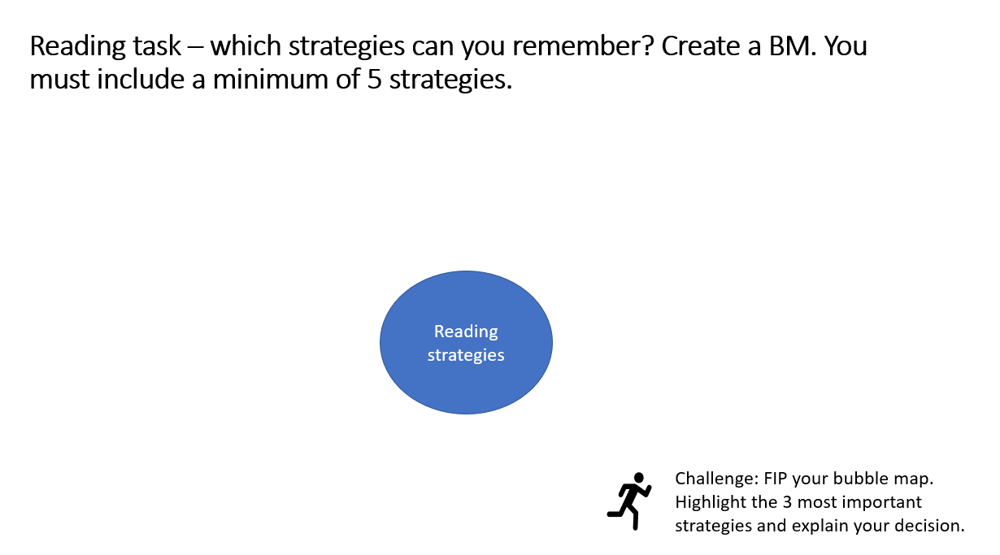 Reading task – which strategies can you remember? Create a BM. You
must include a minimum of 5 strategies.
Reading
strategies
Challenge: FIP your bubble map.
Highlight the 3 most important
strategies and explain your decision.